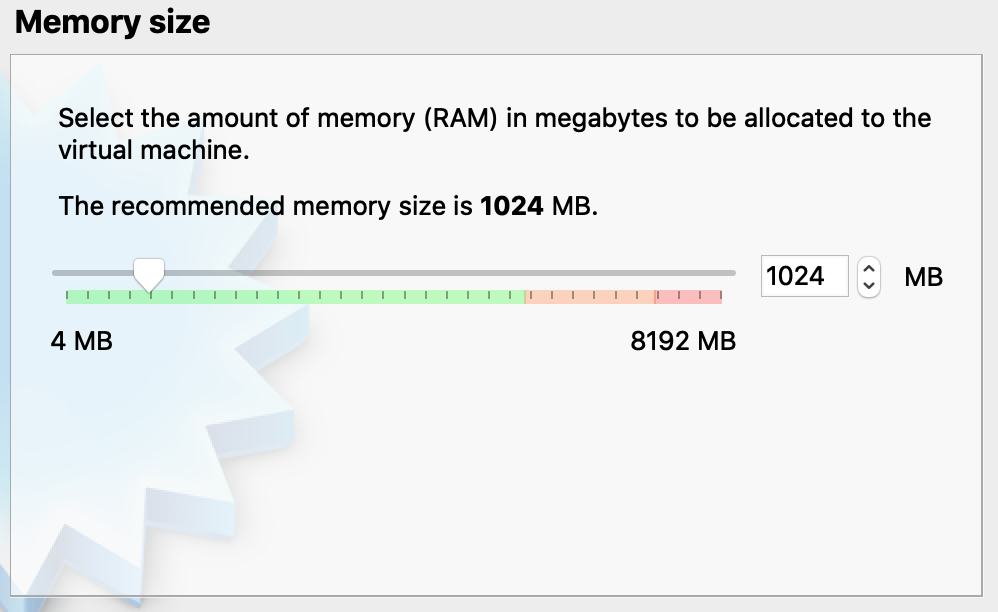 Memory size
Select the amount of memory (RAM) in megabytes to be allocated to the
virtual machine.
The recommended memory size is 1024 MB.
1024 MB
4 MB 8192 MB